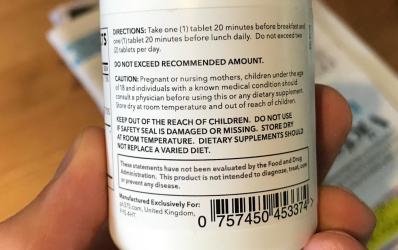 DIRECTIONS: Take one (1) tablet 20 minutes before breakfast and
one (1) tablet 20 minutes before lunch daily. Do not exceed two
(2) tablets per day.
DO NOT EXCEED RECOMMENDED AMOUNT.
CAUTION: Pregnant or nursing mothers, children under the age
of 18 and individuals with a known medical condition should
consult a physician before using this or any dietary supplement.
Store dry at room temperature and out of reach of children.
KEEP OUT OF THE REACH OF CHILDREN. DO NOT USE
IF SAFETY SEAL IS DAMAGED OR MISSING. STORE DRY
AT ROOM TEMPERATURE. DIETARY SUPPLEMENTS SHOULD
NOT REPLACE A VARIED DIET.
These statements have not been evaluated by the Food and Drug
Administration. This product is not intended to diagnose, treat, cure
or prevent any disease.
Manufactured Exclusively For:
United Kingdom,
4HT
0 757450 453374